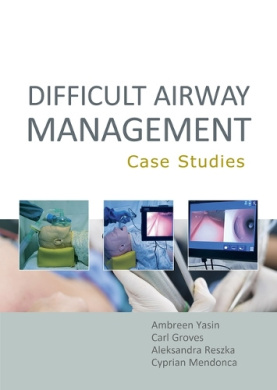 DIFFICULT AIRWAY
MANAGEMENT
Case Studies
Ambreen Yasin
Carl Groves
Aleksandra Reszka
Cyprian Mendonca